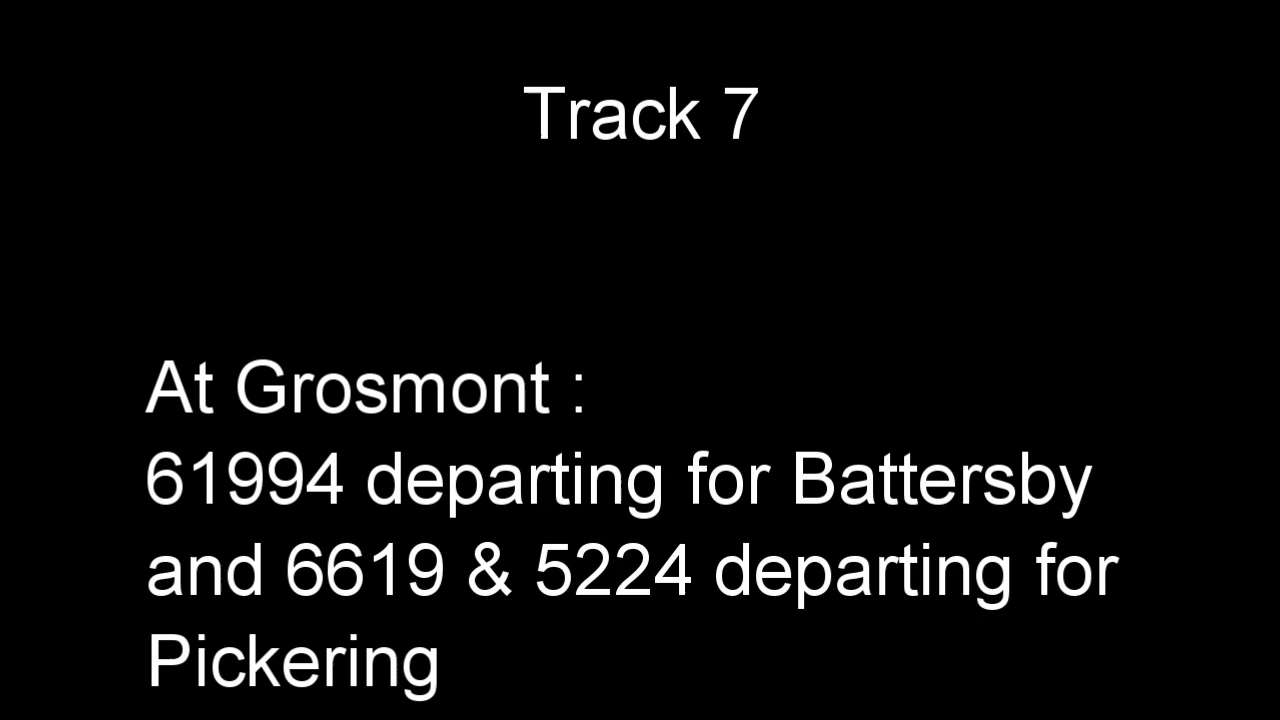 Track 7
At Grosmont :
61994 departing for Battersby
and 6619 & 5224 departing for
Pickering